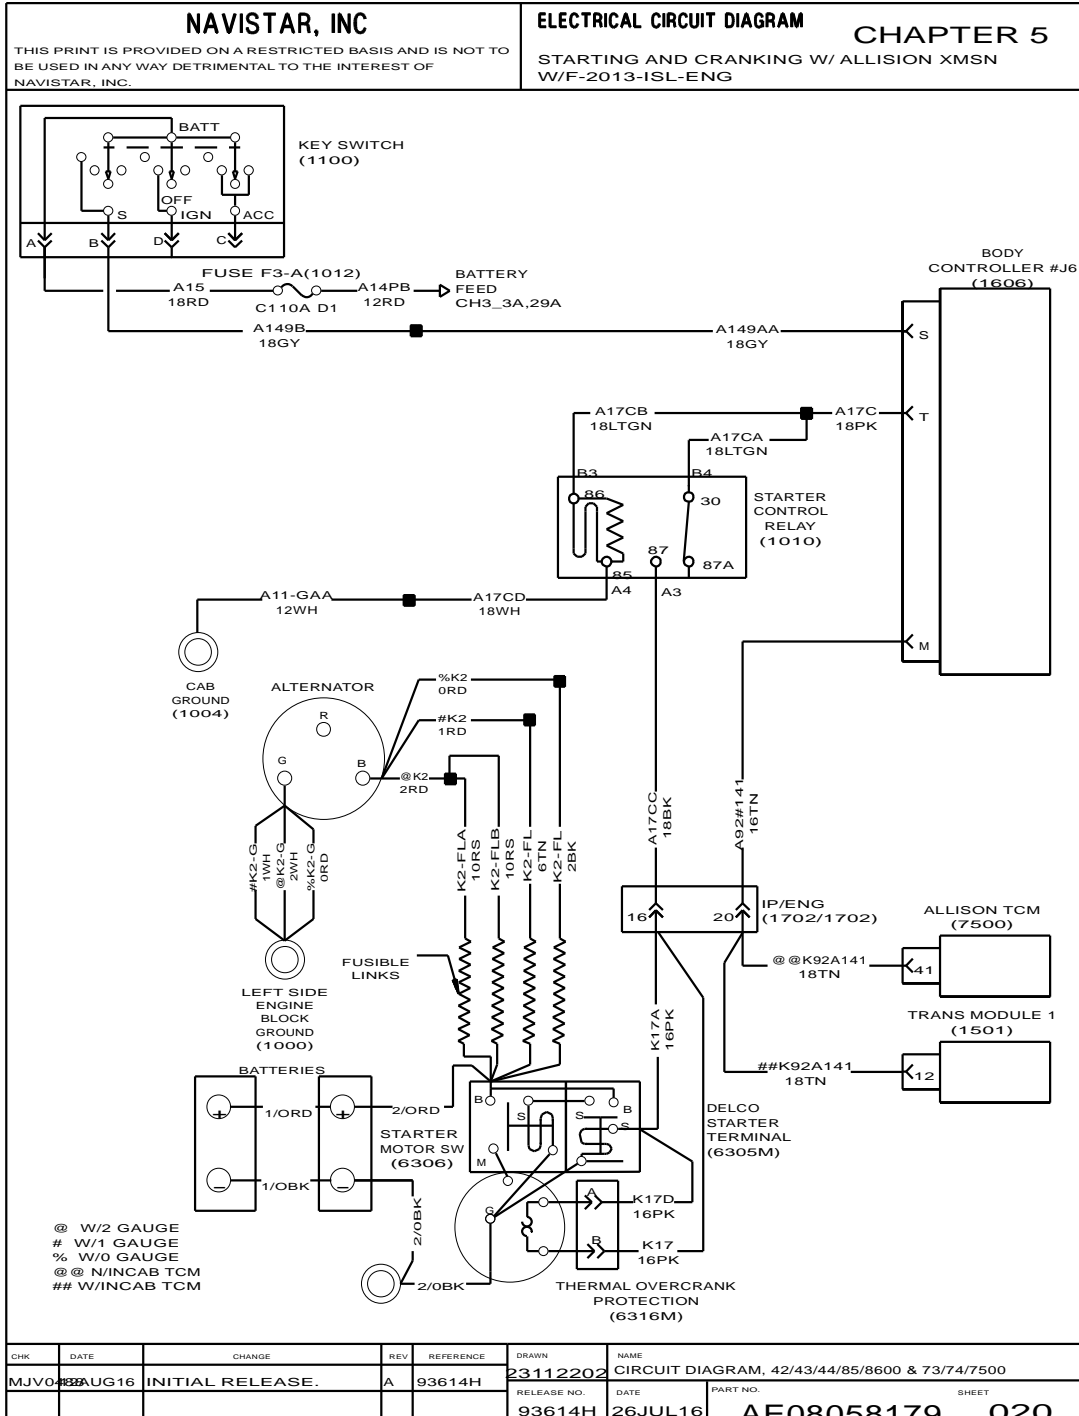 NAVISTAR, INC
THIS PRINT IS PROVIDED ON A RESTRICTED BASIS AND IS NOT TO
BE USED IN ANY WAY DETRIMENTAL TO THE INTEREST OF
NAVISTAR, INC.
ELECTRICAL CIRCUIT DIAGRAM
CHAPTER 5
STARTING AND CRANKING W/ ALLISION XMSN
W/F-2013-ISL-ENG
BATT
OFF
S
IGN
ACC
A
B
D
C
KEY SWITCH
(1100)
FUSE F3-A(1012)
A15
18RD
C110A D1
A14PB
12RD
BATTERY
FEED
CH3_3A,29A
A149B
18GY
A149AA
18GY
BODY
CONTROLLER #J6
(1606)
S
T
M
A17CB
18LTGN
A17C
18PK
A17CA
18LTGN
B3
B4
86
30
87
87A
85
A4
A3
STARTER
CONTROL
RELAY
(1010)
A11-GAA
12WH
A17CD
18WH
CAB
GROUND
(1004)
ALTERNATOR
R
G
B
%K2
0RD
#K2
1RD
@K2
2RD
#K2-G
1WH
@K2-G
2WH
%K2-G
0RD
K2-FLA
10RS
K2-FLB
10RS
K2-FL
6TN
K2-FL
2BK
A17CC
18BK
A92#141
16TN
16
20
IP/ENG
(1702/1702)
ALLISON TCM
(7500)
@@K92A141
18TN
41
TRANS MODULE 1
(1501)
##K92A141
18TN
12
FUSIBLE
LINKS
LEFT SIDE
ENGINE
BLOCK
GROUND
(1000)
K17A
16PK
BATTERIES
+
1/ORD
+
2/ORD
–
1/OBK
–
2/0BK
STARTER
MOTOR SW
(6306)
B
S
S
B
S
M
G
DELCO
STARTER
TERMINAL
(6305M)
A
K17D
16PK
B
K17
16PK
2/0BK
THERMAL OVERCRANK
PROTECTION
(6316M)
@ W/2 GAUGE
# W/1 GAUGE
% W/0 GAUGE
@@ N/INCAB TCM
## W/INCAB TCM
CHK
DATE
CHANGE
REV
REFERENCE
DRAWN
NAME
INITIAL RELEASE.
A
93614H
23112202
CIRCUIT DIAGRAM, 42/43/44/85/8600 & 73/74/7500
RELEASE NO.
DATE
PART NO.
SHEET
93614H
26JUL16
AE08058179
020